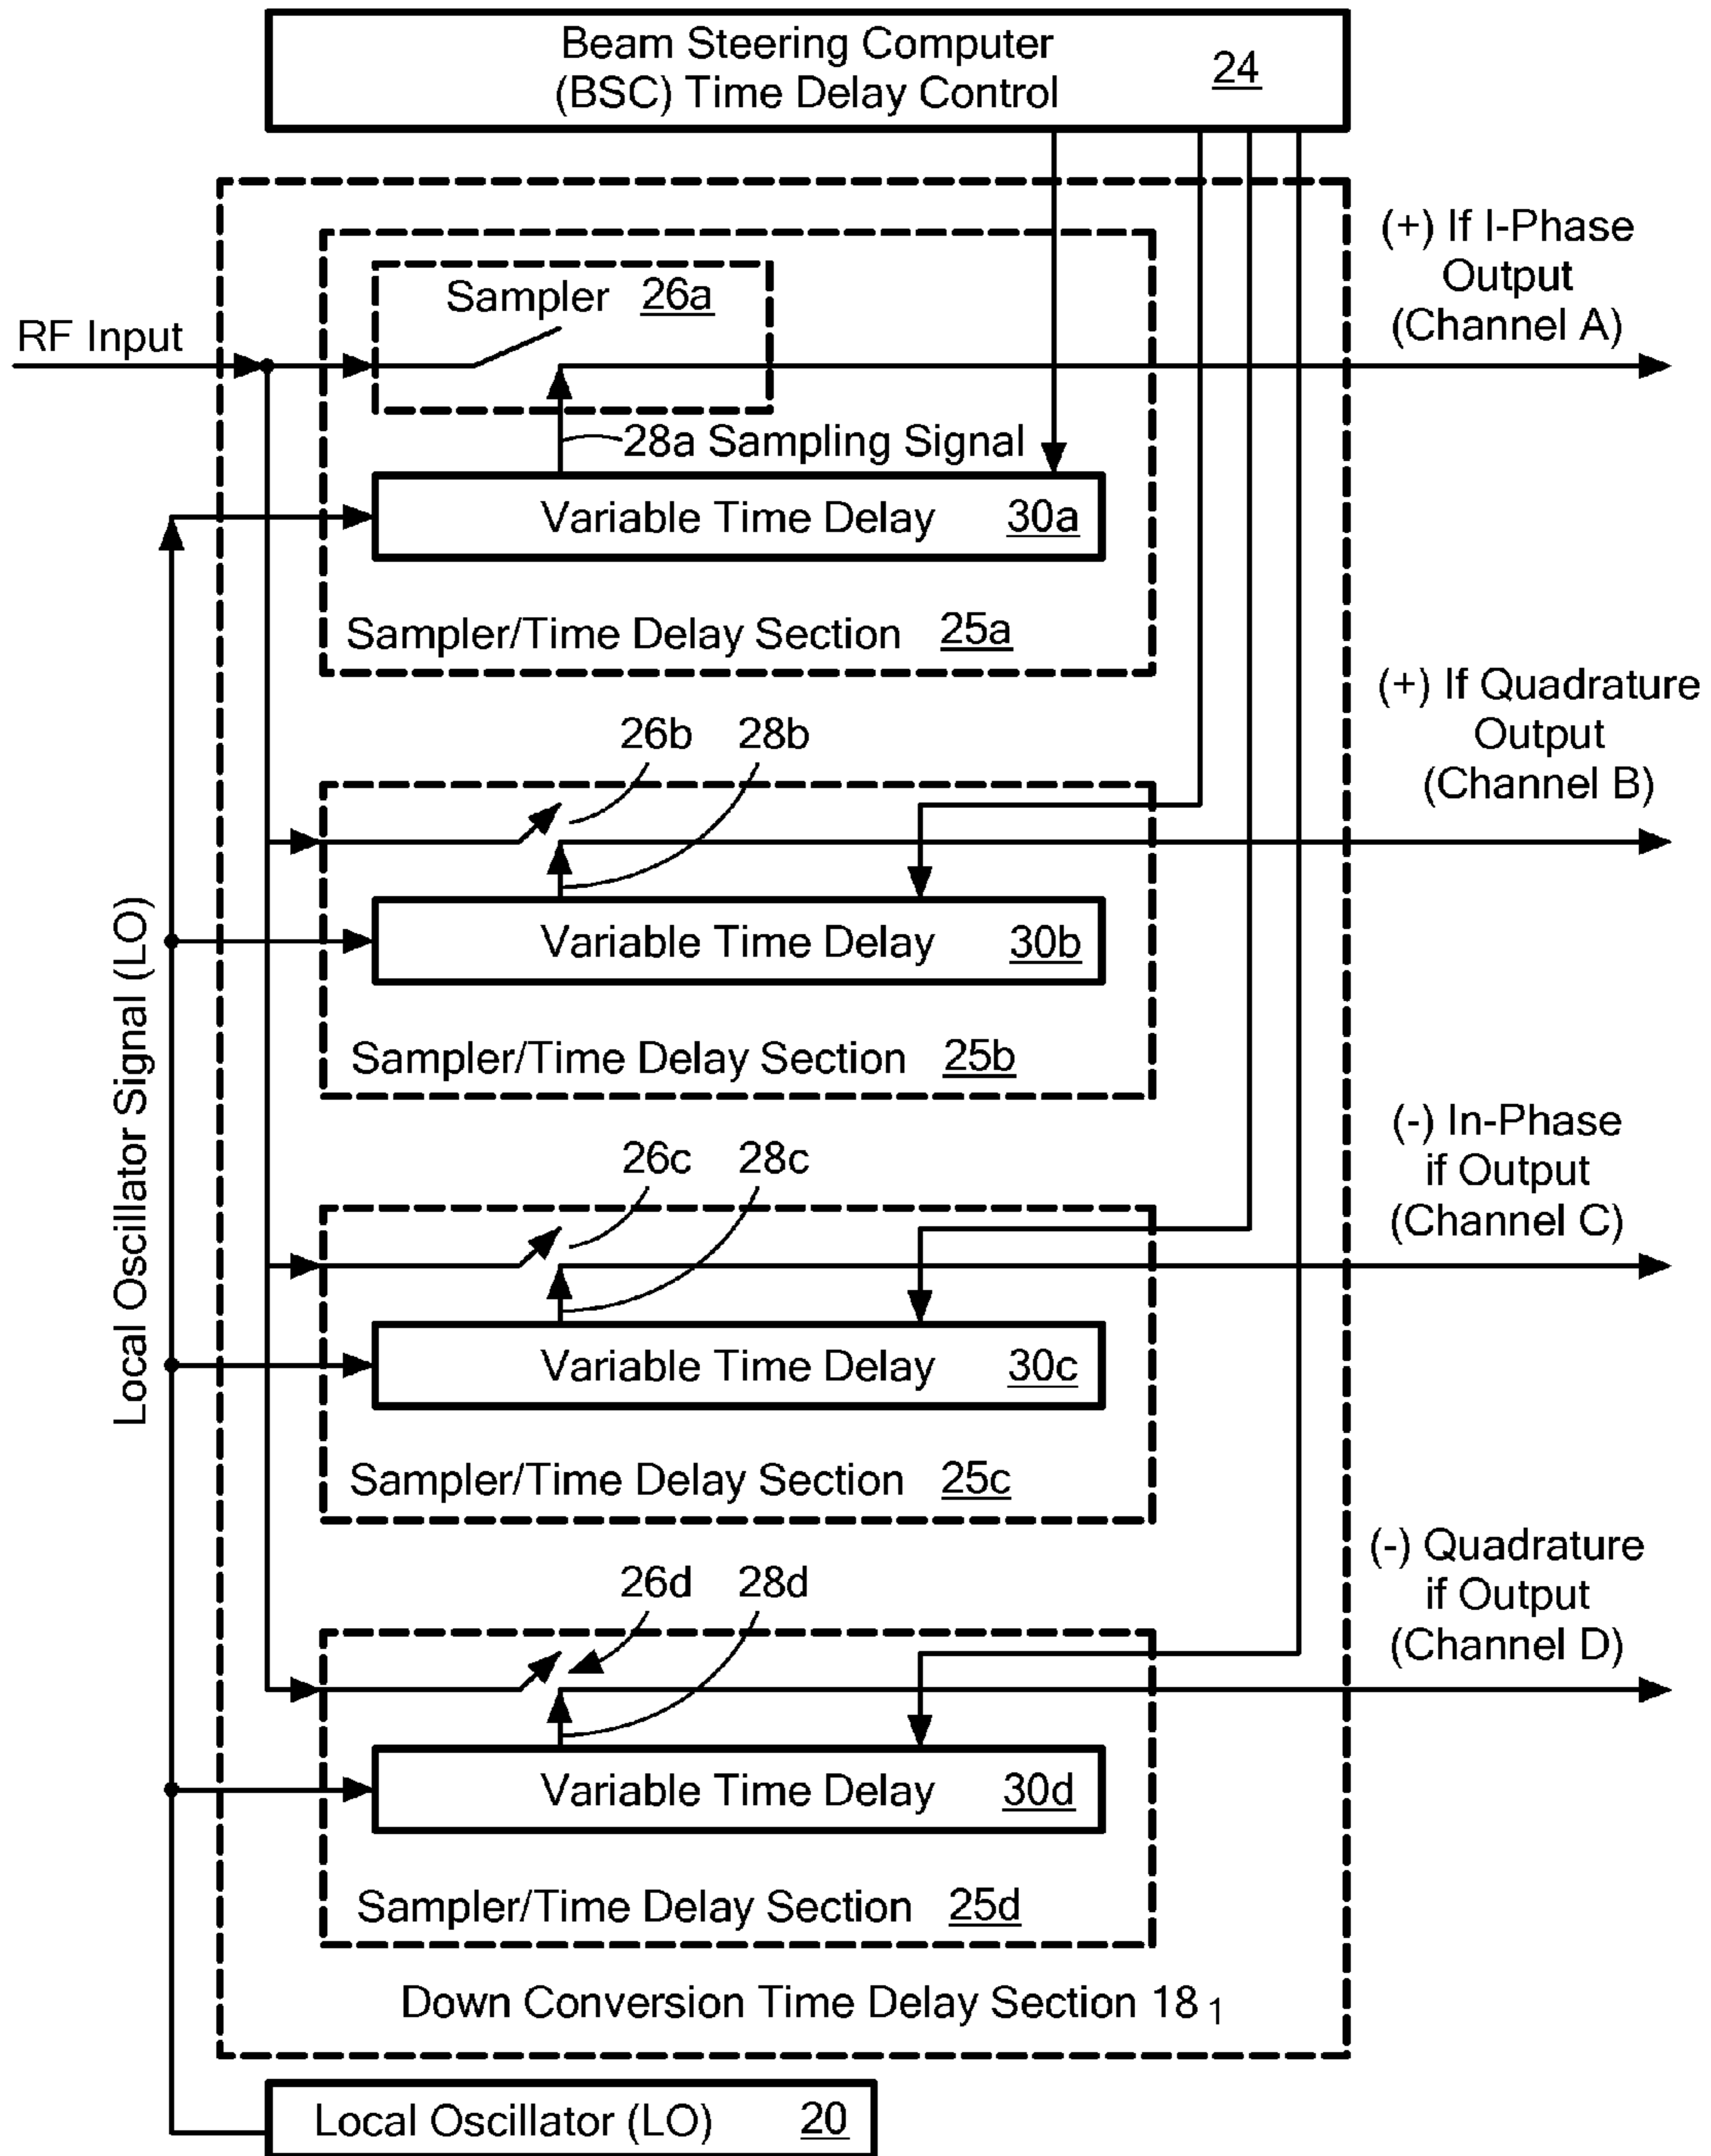 Beam Steering Computer
(BSC) Time Delay Control
24
(+) If I-Phase
Output
(Channel A)
Sampler 26a
RF Input
28a Sampling Signal
Variable Time Delay 30a
Sampler/Time Delay Section 25a
(+) If Quadrature
Output
(Channel B)
26b
28b
Variable Time Delay 30b
Sampler/Time Delay Section 25b
Local Oscillator Signal (LO)
(-) In-Phase
if Output
(Channel C)
26c
28c
Variable Time Delay 30c
Sampler/Time Delay Section 25c
(-) Quadrature
if Output
(Channel D)
26d
28d
Variable Time Delay 30d
Sampler/Time Delay Section 25d
Down Conversion Time Delay Section 18 1
Local Oscillator (LO) 20